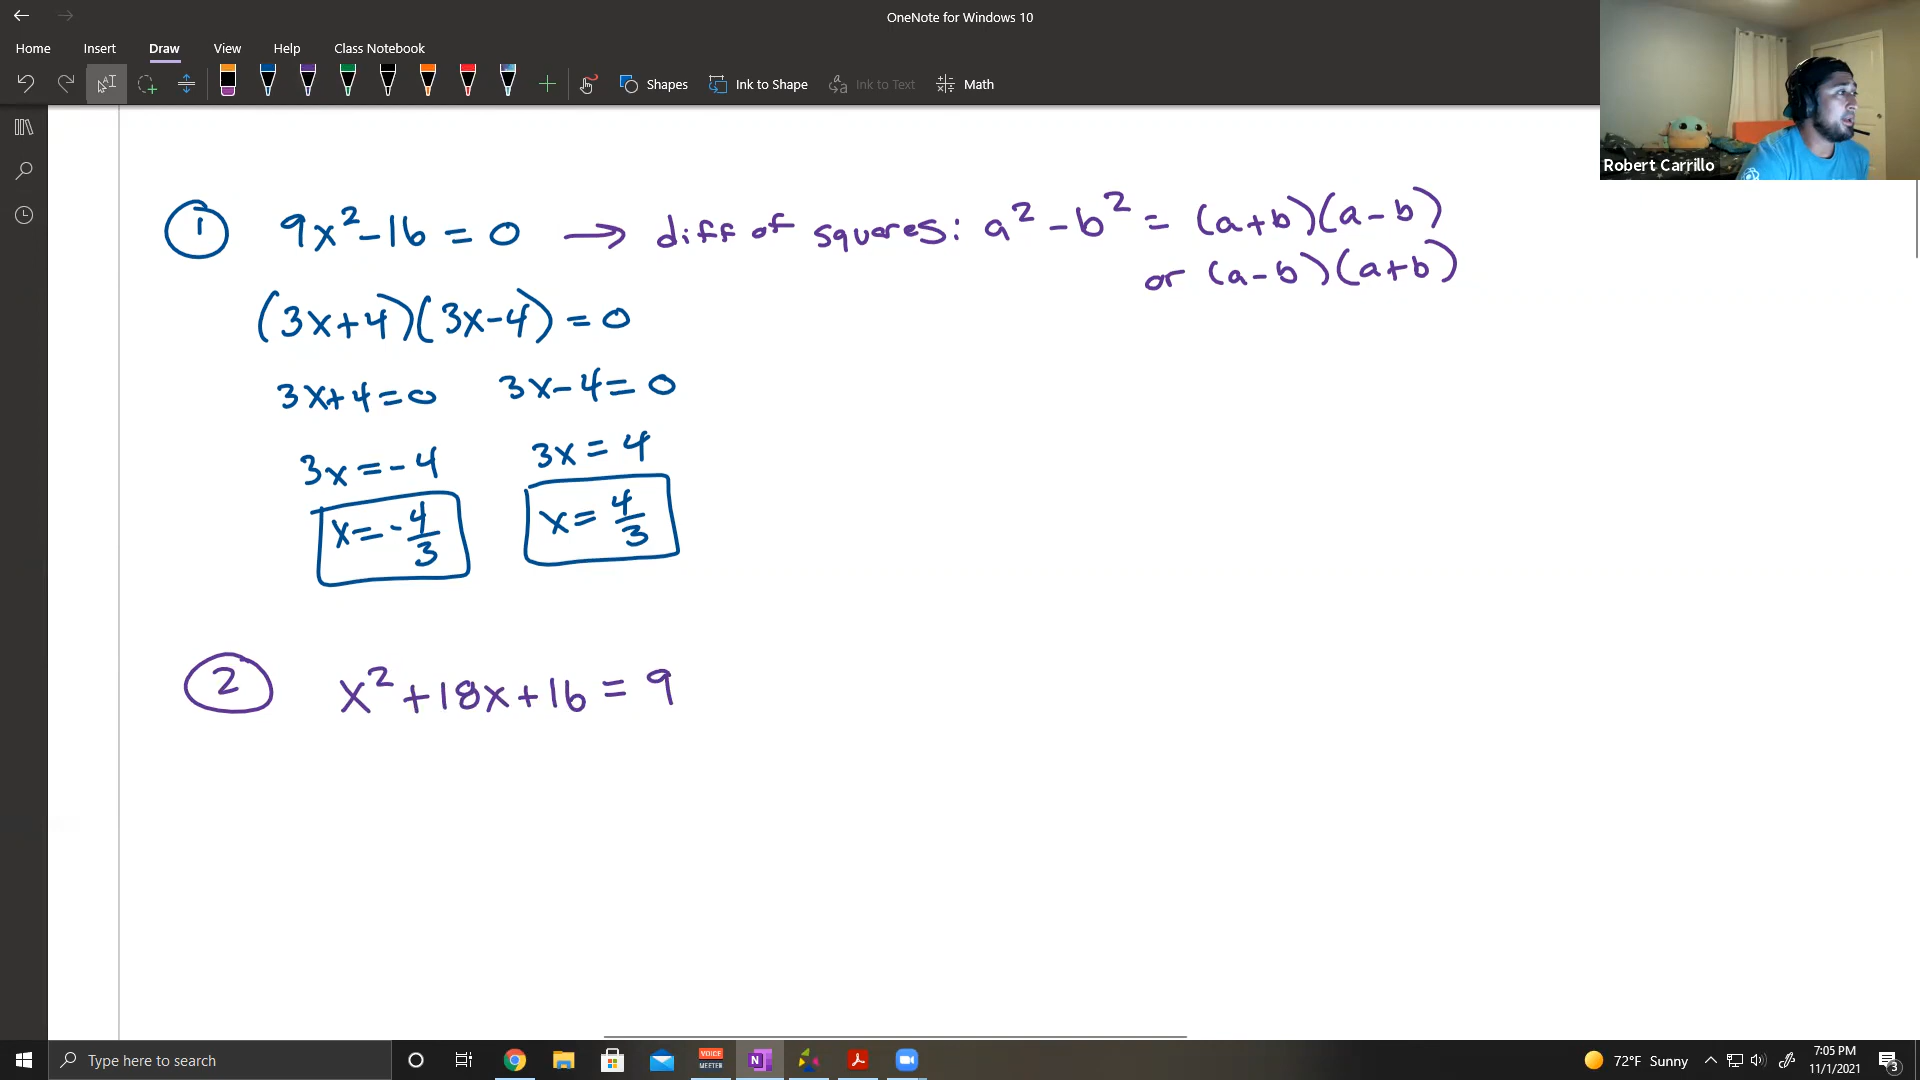 OneNote for Windows 10
Home Insert Draw View Help Class Notebook
Shapes Ink to Shape Ink to Text Math
Robert Carrillo
① 9x²-16=0 → diff of squares: a²-b² = (a+b)(a-b)
or (a-b)(a+b)
(3x+4)(3x-4)=0
3x+4=0 3x-4=0
3x=-4 3x=4
x=-4/3 x=4/3
② x²+18x+16=9
Type here to search
VOICE
MEETER
N
72°F Sunny
7:05 PM
11/1/2021
3